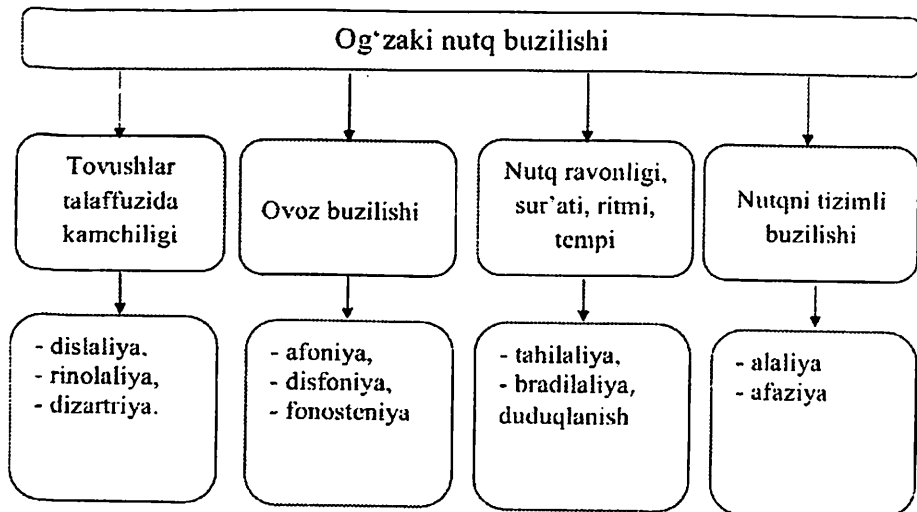 Og‘zaki nutq buzilishi
Tovushlar
talaffuzida
kamchiligi
Ovoz buzilishi
Nutq ravonligi,
sur’ati, ritmi,
tempi
Nutqni tizimli
buzilishi
- dislaliya,
- rinolaliya,
- dizartriya.
- afoniya,
- disfoniya,
- fonosteniya
- tahilaliya,
- bradilaliya,
duduqlanish
- alaliya
- afaziya